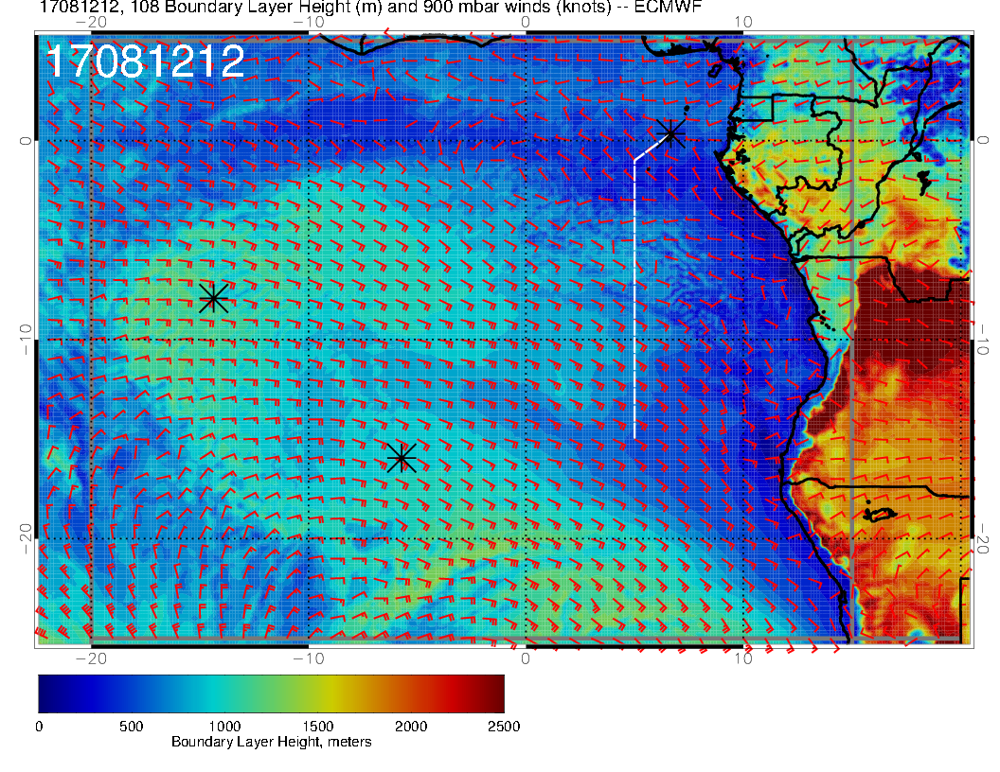 17081212, 108 Boundary Layer Height (m) and 900 mbar winds (knots) -- ECMWF
−20 −10 0 10
17081212
0 0
−10 −10
−20 −20
−20 −10 0 10
0 500 1000 1500 2000 2500
Boundary Layer Height, meters